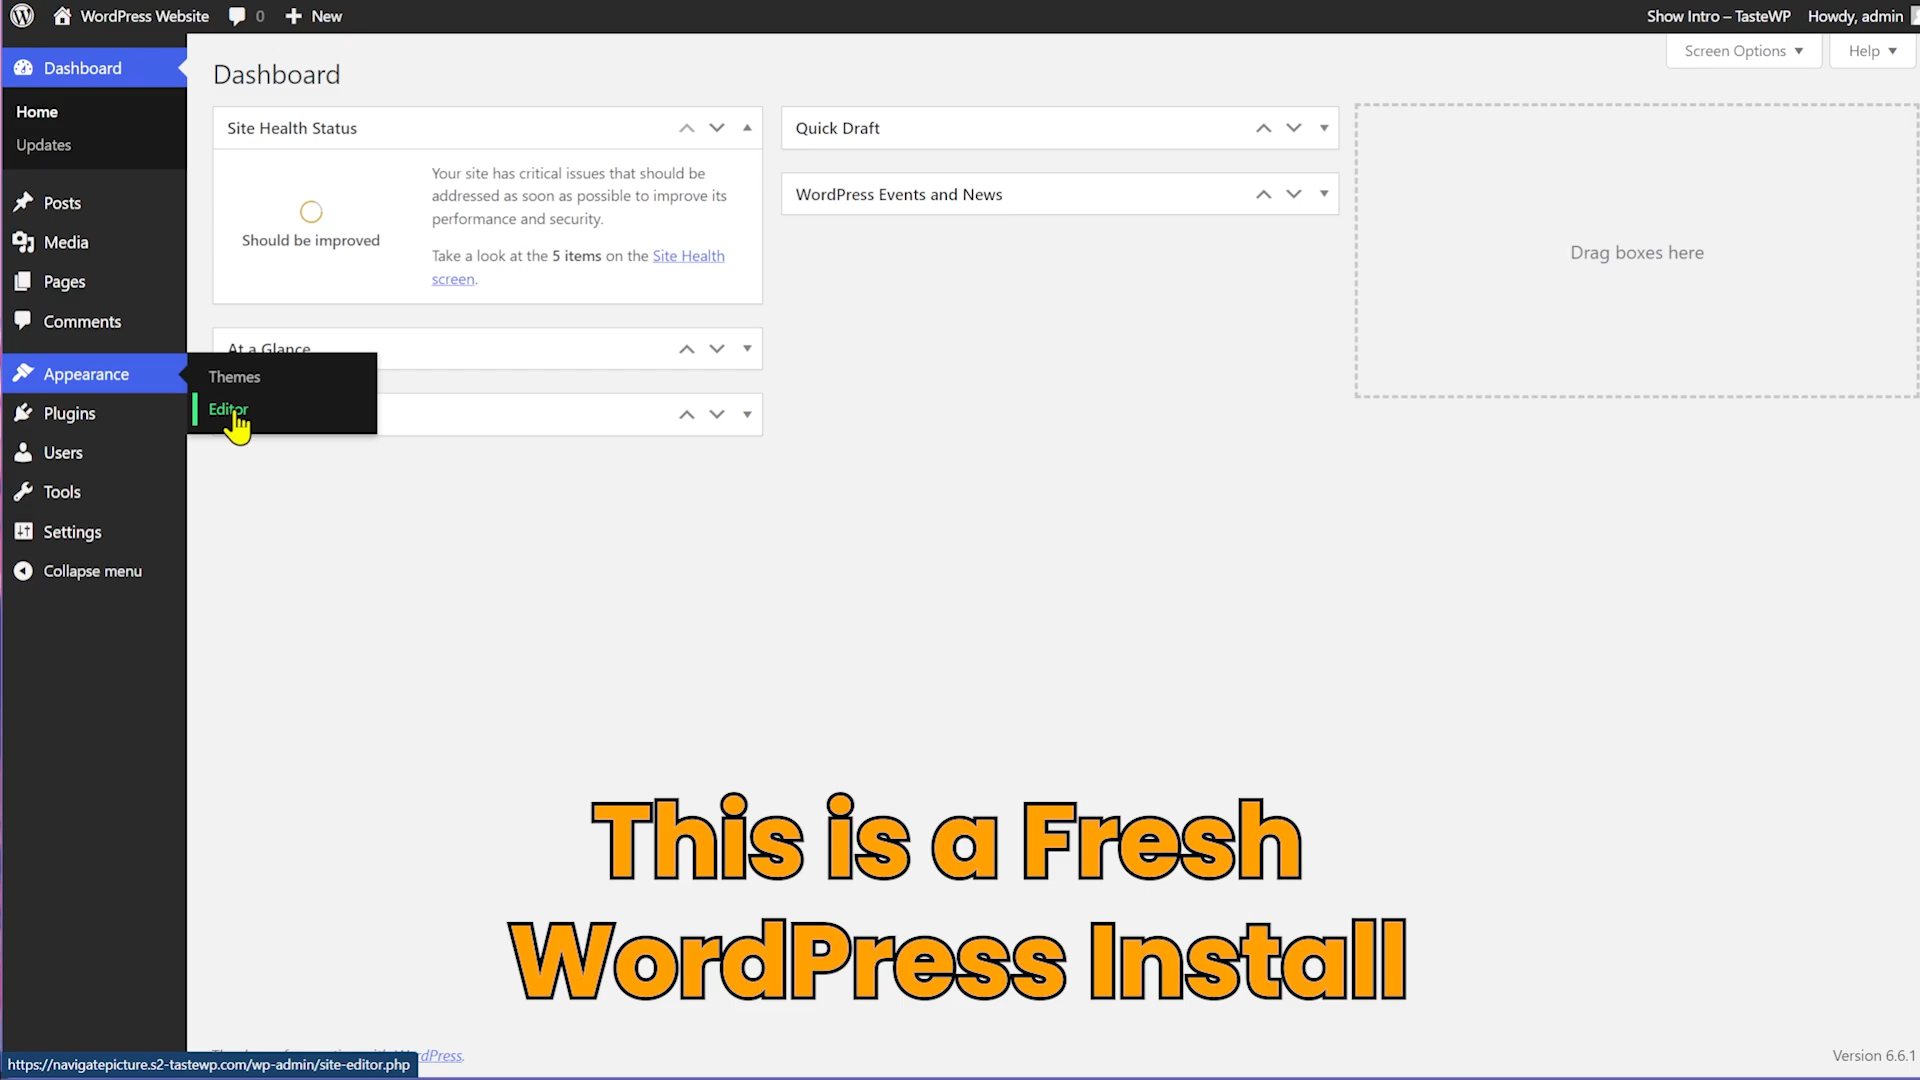 WordPress Website
0
New
Show Intro – TasteWP
Howdy, admin
Screen Options
Help
Dashboard
Home
Updates
Posts
Media
Pages
Comments
Appearance
Themes
Editor
Plugins
Users
Tools
Settings
Collapse menu
Dashboard
Site Health Status
Should be improved
Your site has critical issues that should be
addressed as soon as possible to improve its
performance and security.
Take a look at the 5 items on the Site Health
screen.
At a Glance
Quick Draft
WordPress Events and News
Drag boxes here
This is a Fresh
WordPress Install
WordPress.
Version 6.6.1
https://navigatepicture.s2-tastewp.com/wp-admin/site-editor.php